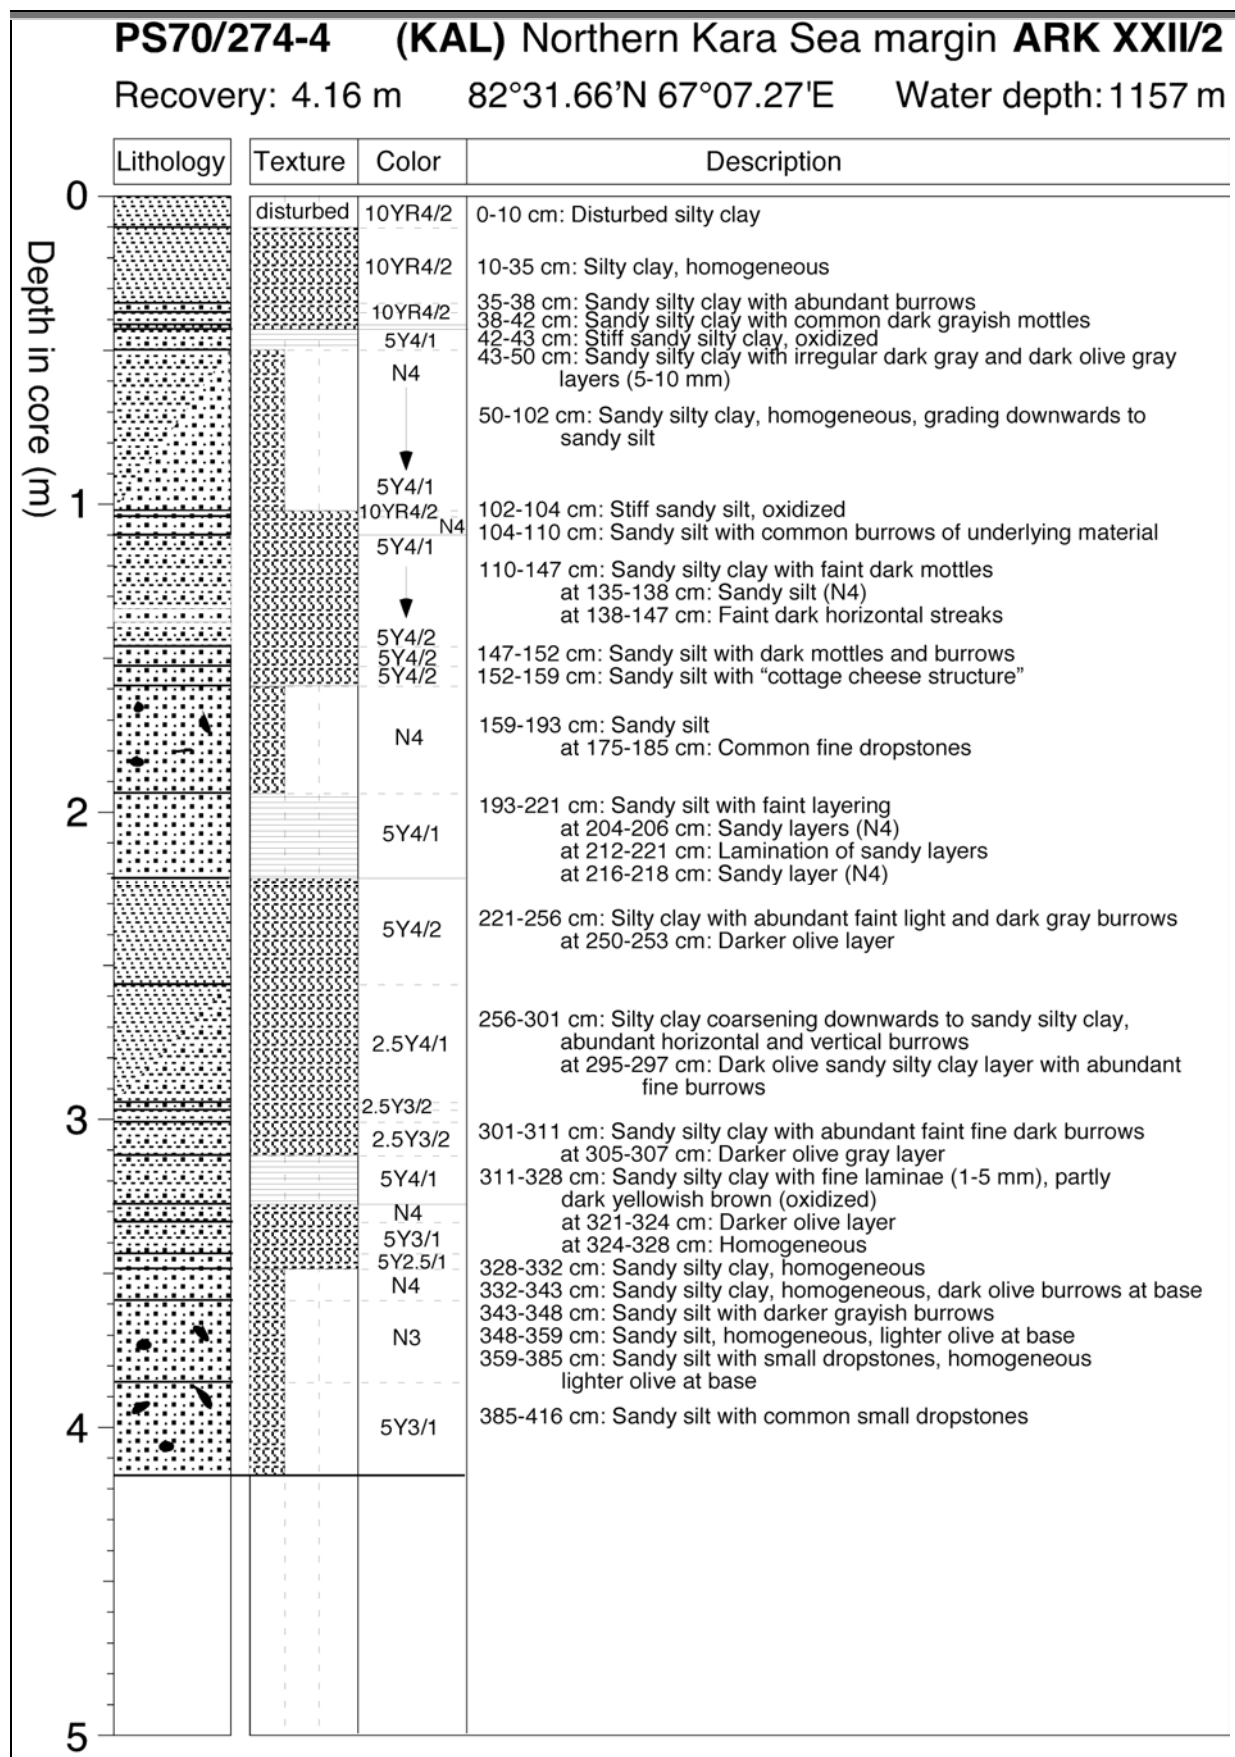 PS70/274-4 (KAL) Northern Kara Sea margin ARK XXII/2
Recovery: 4.16 m 82°31.66'N 67°07.27'E Water depth: 1157 m
Lithology Texture Color Description
0
disturbed 10YR4/2 0-10 cm: Disturbed silty clay
10YR4/2 10-35 cm: Silty clay, homogeneous
35-38 cm: Sandy silty clay with abundant burrows
10YR4/2 38-42 cm: Sandy silty clay with common dark grayish mottles
42-43 cm: Stiff sandy silty clay, oxidized
5Y4/1 43-50 cm: Sandy silty clay with irregular dark gray and dark olive gray
layers (5-10 mm)
N4
50-102 cm: Sandy silty clay, homogeneous, grading downwards to
sandy silt
Depth in core (m)
5Y4/1
1
10YR4/2 102-104 cm: Stiff sandy silt, oxidized
N4 104-110 cm: Sandy silt with common burrows of underlying material
5Y4/1
110-147 cm: Sandy silty clay with faint dark mottles
at 135-138 cm: Sandy silt (N4)
at 138-147 cm: Faint dark horizontal streaks
5Y4/2
5Y4/2 147-152 cm: Sandy silt with dark mottles and burrows
5Y4/2 152-159 cm: Sandy silt with “cottage cheese structure”
159-193 cm: Sandy silt
N4 at 175-185 cm: Common fine dropstones
2
193-221 cm: Sandy silt with faint layering
5Y4/1 at 204-206 cm: Sandy layers (N4)
at 212-221 cm: Lamination of sandy layers
at 216-218 cm: Sandy layer (N4)
5Y4/2 221-256 cm: Silty clay with abundant faint light and dark gray burrows
at 250-253 cm: Darker olive layer
256-301 cm: Silty clay coarsening downwards to sandy silty clay,
2.5Y4/1 abundant horizontal and vertical burrows
at 295-297 cm: Dark olive sandy silty clay layer with abundant
fine burrows
2.5Y3/2
3
2.5Y3/2 301-311 cm: Sandy silty clay with abundant faint fine dark burrows
at 305-307 cm: Darker olive gray layer
5Y4/1 311-328 cm: Sandy silty clay with fine laminae (1-5 mm), partly
dark yellowish brown (oxidized)
N4 at 321-324 cm: Darker olive layer
5Y3/1 at 324-328 cm: Homogeneous
5Y2.5/1 328-332 cm: Sandy silty clay, homogeneous
N4 332-343 cm: Sandy silty clay, homogeneous, dark olive burrows at base
343-348 cm: Sandy silt with darker grayish burrows
N3 348-359 cm: Sandy silt, homogeneous, lighter olive at base
359-385 cm: Sandy silt with small dropstones, homogeneous
lighter olive at base
4
5Y3/1 385-416 cm: Sandy silt with common small dropstones
5